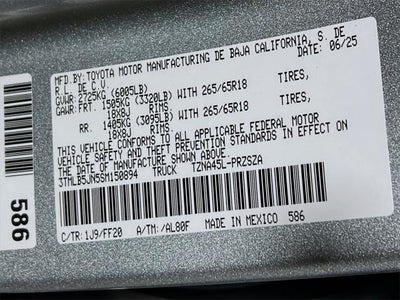 MFD.BY:TOYOTA MOTOR MANUFACTURING DE BAJA CALIFORNIA, S. DE
R.L. DE C.V. 06/25
GVWR: 2725KG (6005LB)
GAWR:FRT. 1505KG (3320LB) WITH 265/65R18 TIRES,
18X8J RIMS
RR. 1405KG (3095LB) WITH 265/65R18 TIRES,
18X8J RIMS
THIS VEHICLE CONFORMS TO ALL APPLICABLE FEDERAL MOTOR
VEHICLE SAFETY AND THEFT PREVENTION STANDARDS IN EFFECT ON
THE DATE OF MANUFACTURE SHOWN ABOVE.
3TMLB5JN5SM150894 TRUCK TZNA45L-PRZSZA
C/TR: 1J9/FF20 A/TM: /AL80F MADE IN MEXICO 586
586